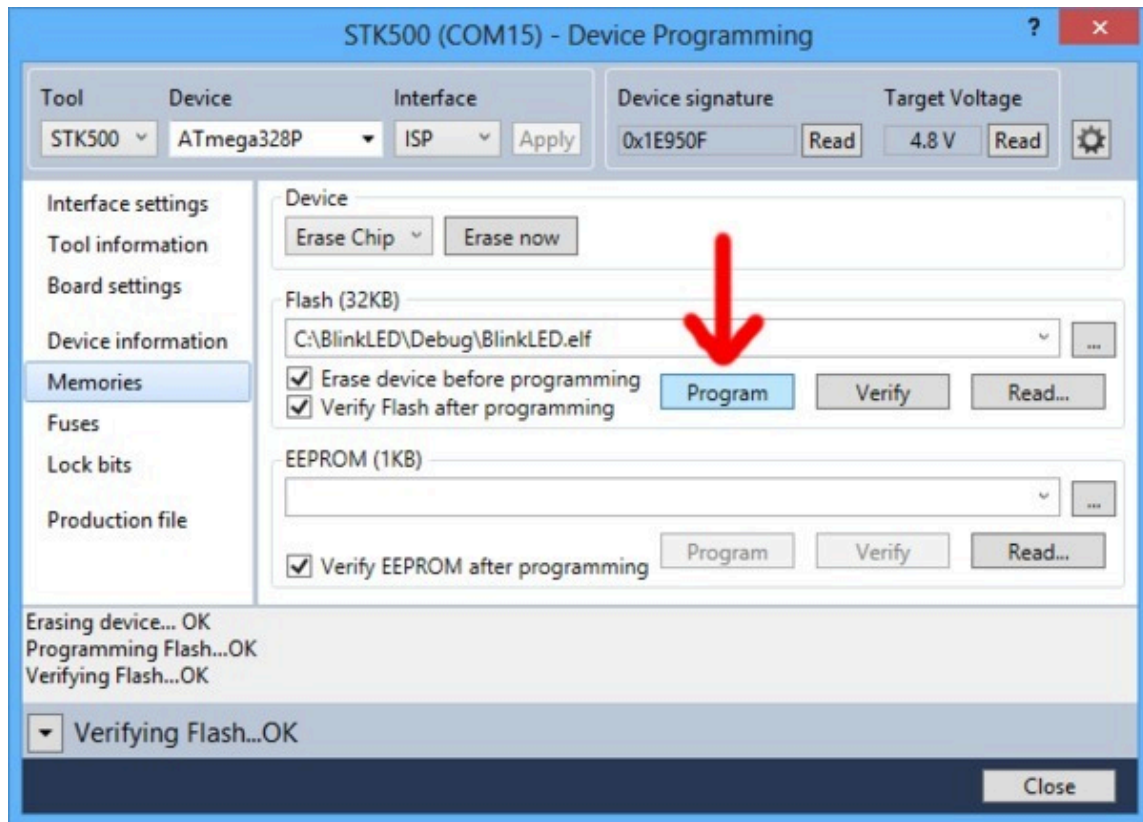 STK500 (COM15) - Device Programming
Tool Device Interface Device signature Target Voltage
STK500 ATmega328P ISP Apply 0x1E950F Read 4.8 V Read
Interface settings
Tool information
Board settings
Device information
Memories
Fuses
Lock bits
Production file
Device
Erase Chip Erase now
Flash (32KB)
C:\BlinkLED\Debug\BlinkLED.elf ...
Erase device before programming
Verify Flash after programming
Program Verify Read...
EEPROM (1KB)
...
Verify EEPROM after programming
Program Verify Read...
Erasing device... OK
Programming Flash...OK
Verifying Flash...OK
Verifying Flash...OK
Close